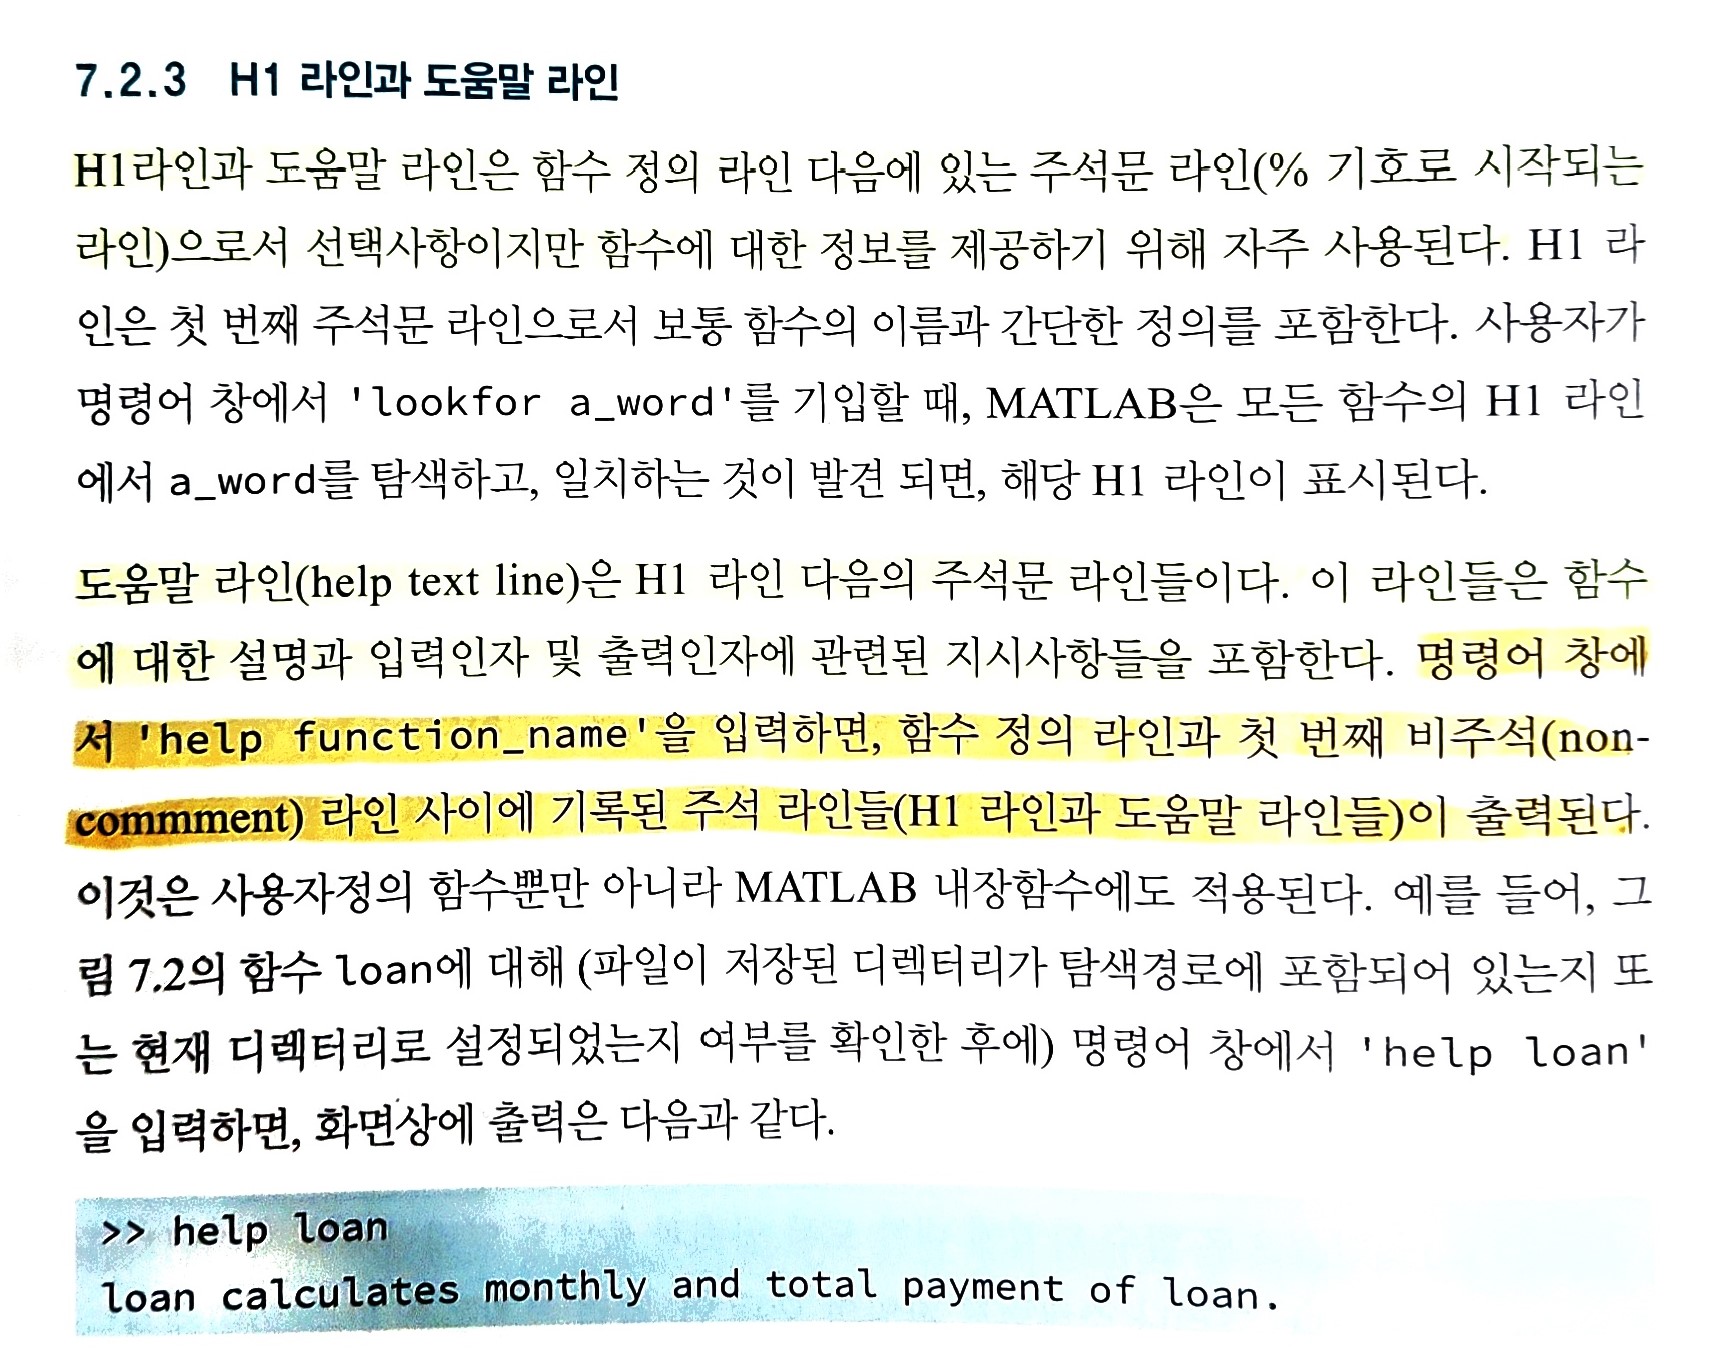 7.2.3 H1 라인과 도움말 라인
H1라인과 도움말 라인은 함수 정의 라인 다음에 있는 주석문 라인(% 기호로 시작되는
라인)으로서 선택사항이지만 함수에 대한 정보를 제공하기 위해 자주 사용된다. H1 라
인은 첫 번째 주석문 라인으로서 보통 함수의 이름과 간단한 정의를 포함한다. 사용자가
명령어 창에서 'lookfor a_word'를 기입할 때, MATLAB은 모든 함수의 H1 라인
에서 a_word를 탐색하고, 일치하는 것이 발견 되면, 해당 H1 라인이 표시된다.
도움말 라인(help text line)은 H1 라인 다음의 주석문 라인들이다. 이 라인들은 함수
에 대한 설명과 입력인자 및 출력인자에 관련된 지시사항들을 포함한다. 명령어 창에
서 'help function_name'을 입력하면, 함수 정의 라인과 첫 번째 비주석(non-
commment) 라인 사이에 기록된 주석 라인들(H1 라인과 도움말 라인들)이 출력된다.
이것은 사용자정의 함수뿐만 아니라 MATLAB 내장함수에도 적용된다. 예를 들어, 그
림 7.2의 함수 loan에 대해 (파일이 저장된 디렉터리가 탐색경로에 포함되어 있는지 또
는 현재 디렉터리로 설정되었는지 여부를 확인한 후에) 명령어 창에서 'help loan'
을 입력하면, 화면상에 출력은 다음과 같다.
>> help loan
loan calculates monthly and total payment of loan.